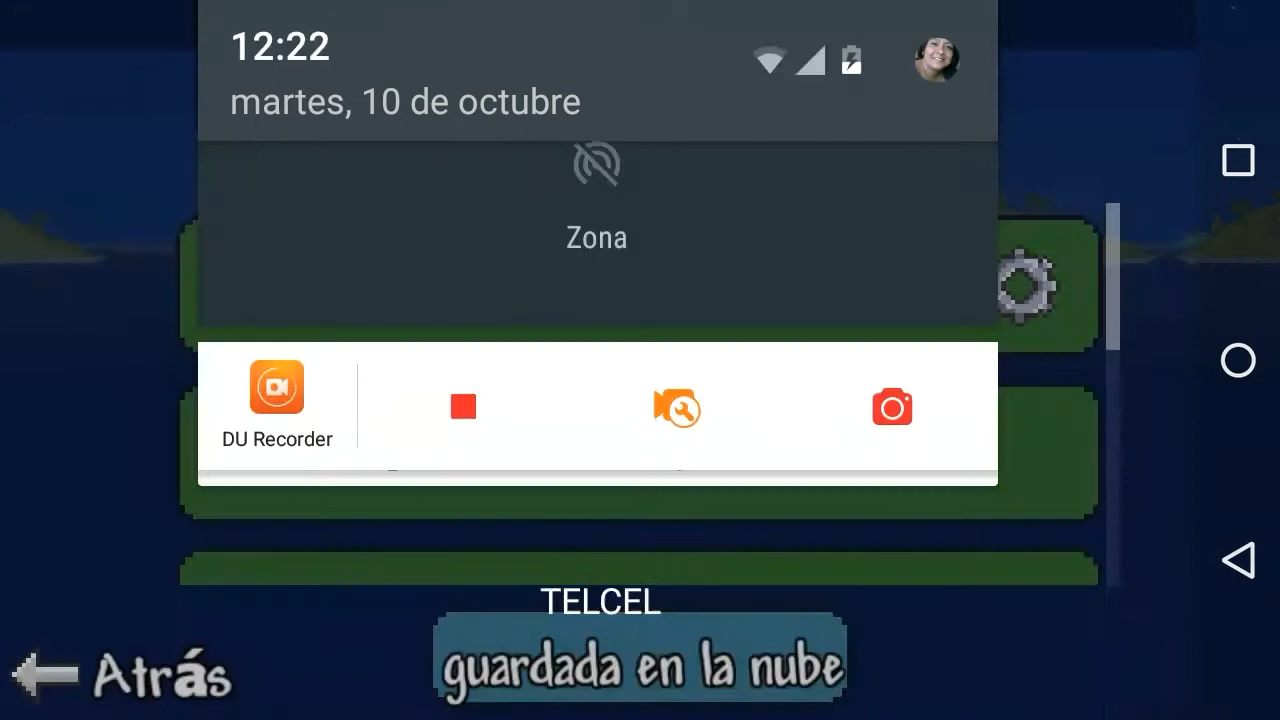 12:22
martes, 10 de octubre
Zona
DU Recorder
TELCEL
guardada en la nube
Atrás